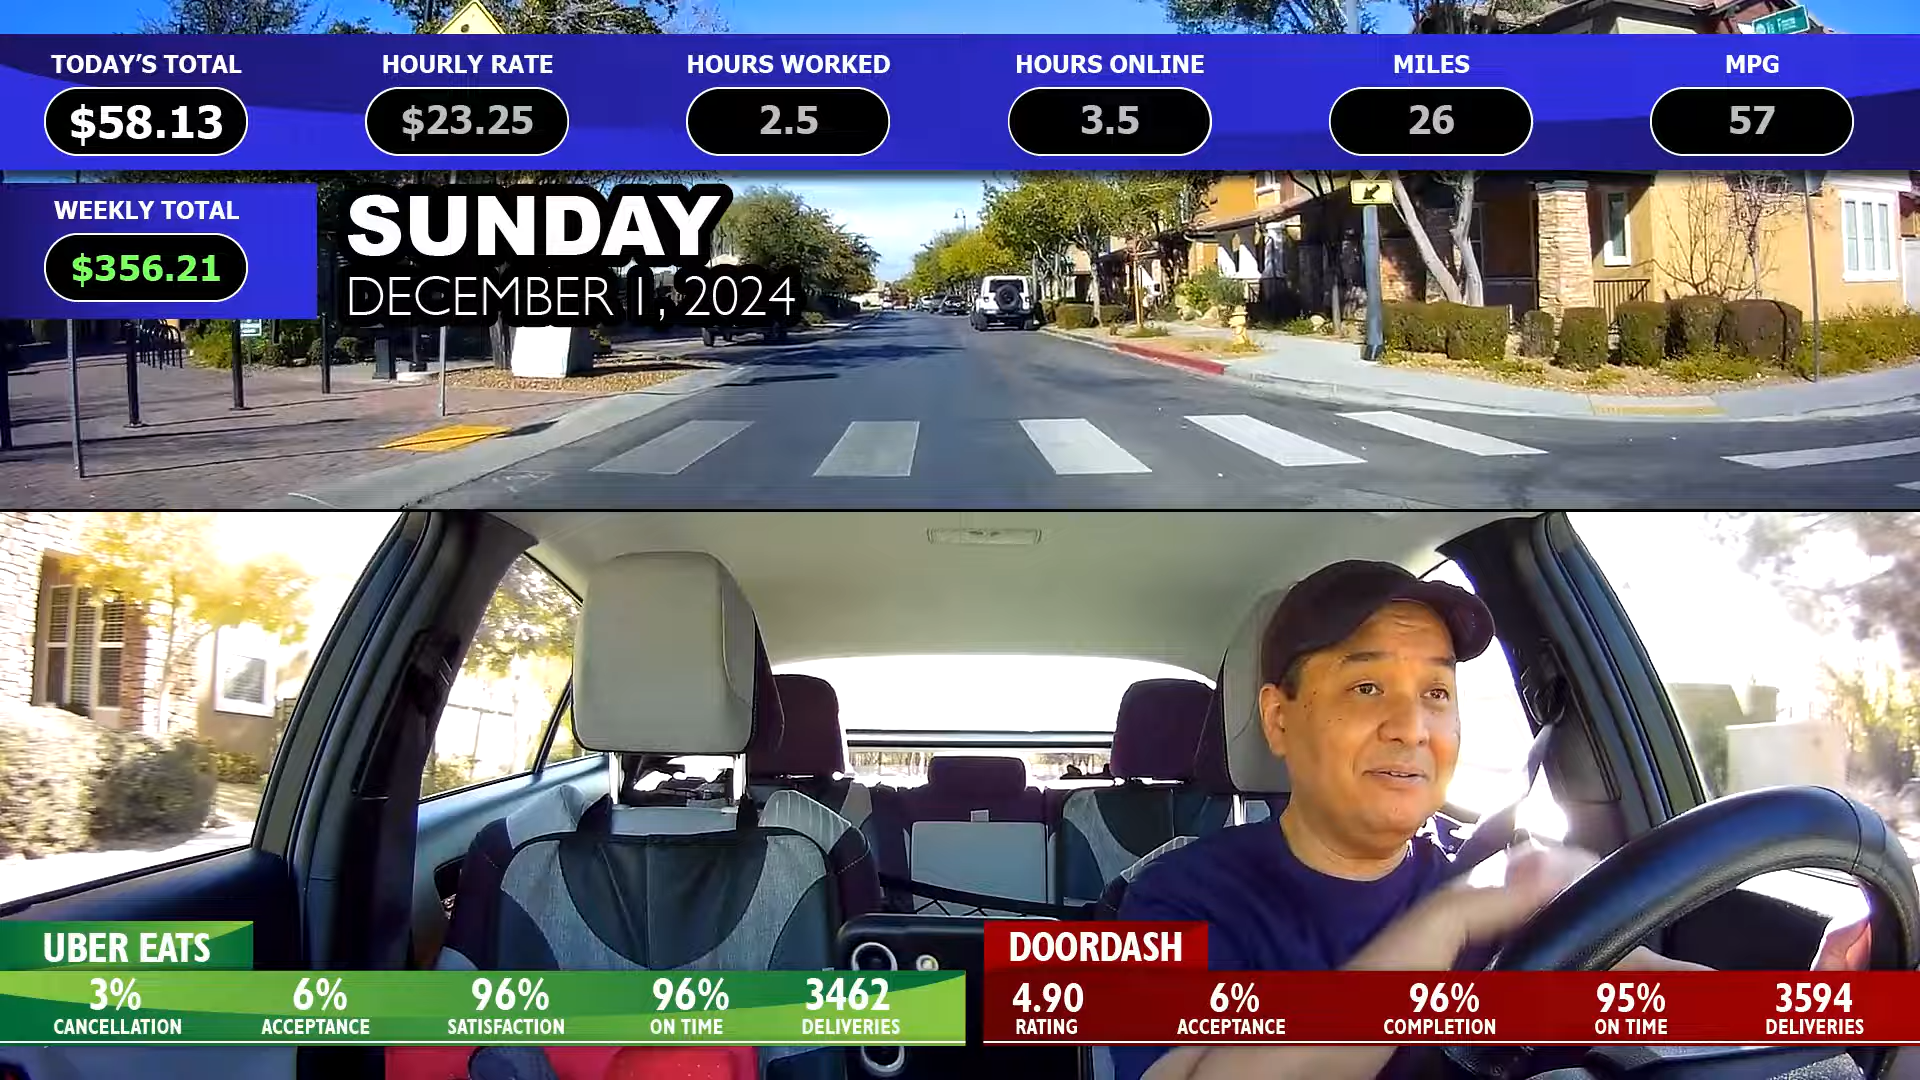 TODAY'S TOTAL
$58.13
HOURLY RATE
$23.25
HOURS WORKED
2.5
HOURS ONLINE
3.5
MILES
26
MPG
57
WEEKLY TOTAL
$356.21
SUNDAY
DECEMBER 1, 2024
UBER EATS
3%
CANCELLATION
6%
ACCEPTANCE
96%
SATISFACTION
96%
ON TIME
3462
DELIVERIES
DOORDASH
4.90
RATING
6%
ACCEPTANCE
96%
COMPLETION
95%
ON TIME
3594
DELIVERIES